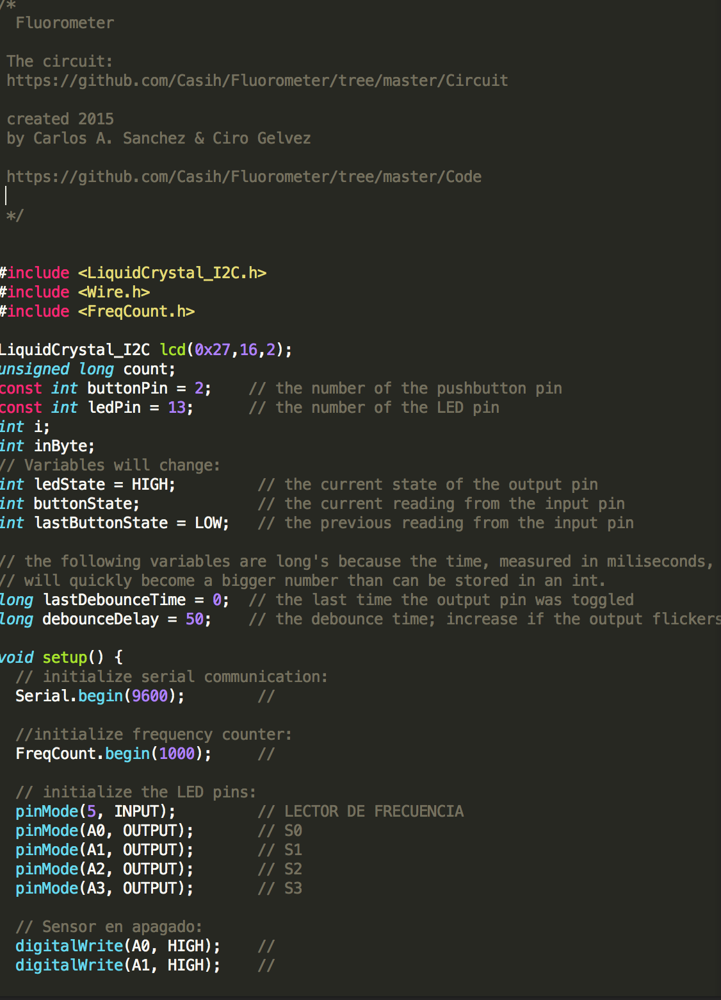 /*
Fluorometer
The circuit:
https://github.com/Casih/Fluorometer/tree/master/Circuit
created 2015
by Carlos A. Sanchez & Ciro Gelvez
https://github.com/Casih/Fluorometer/tree/master/Code
*/
#include <LiquidCrystal_I2C.h>
#include <Wire.h>
#include <FreqCount.h>
LiquidCrystal_I2C lcd(0x27,16,2);
unsigned long count;
const int buttonPin = 2;    // the number of the pushbutton pin
const int ledPin = 13;      // the number of the LED pin
int i;
int inByte;
// Variables will change:
int ledState = HIGH;         // the current state of the output pin
int buttonState;             // the current reading from the input pin
int lastButtonState = LOW;   // the previous reading from the input pin
// the following variables are long's because the time, measured in miliseconds,
// will quickly become a bigger number than can be stored in an int.
long lastDebounceTime = 0;  // the last time the output pin was toggled
long debounceDelay = 50;    // the debounce time; increase if the output flickers
void setup() {
// initialize serial communication:
Serial.begin(9600);        //
//initialize frequency counter:
FreqCount.begin(1000);     //
// initialize the LED pins:
pinMode(5, INPUT);         // LECTOR DE FRECUENCIA
pinMode(A0, OUTPUT);       // S0
pinMode(A1, OUTPUT);       // S1
pinMode(A2, OUTPUT);       // S2
pinMode(A3, OUTPUT);       // S3
// Sensor en apagado:
digitalWrite(A0, HIGH);    //
digitalWrite(A1, HIGH);    //